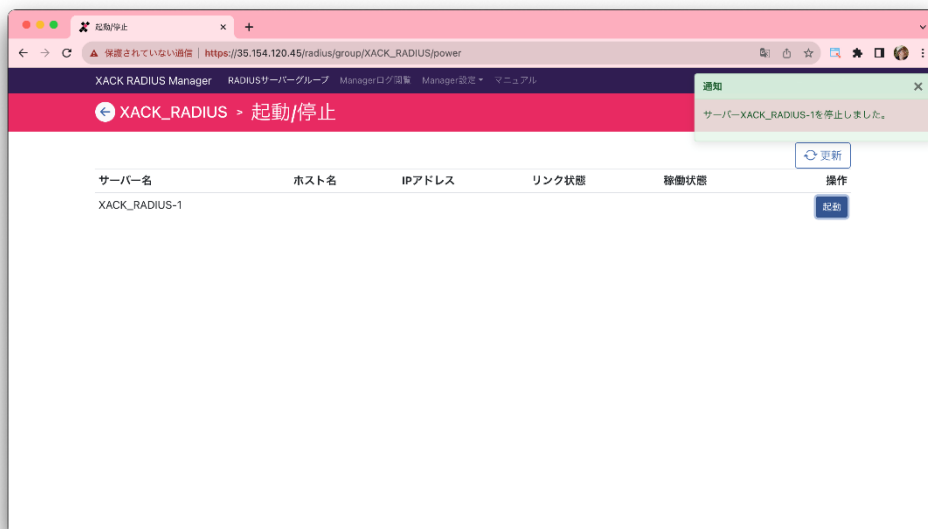 起動/停止
保護されていない通信 | https://35.154.120.45/radius/group/XACK_RADIUS/power
XACK RADIUS Manager RADIUSサーバーグループ Managerログ閲覧 Manager設定 マニュアル
XACK_RADIUS > 起動/停止
通知
サーバーXACK_RADIUS-1を停止しました。
更新
サーバー名 ホスト名 IPアドレス リンク状態 稼働状態 操作
XACK_RADIUS-1 起動